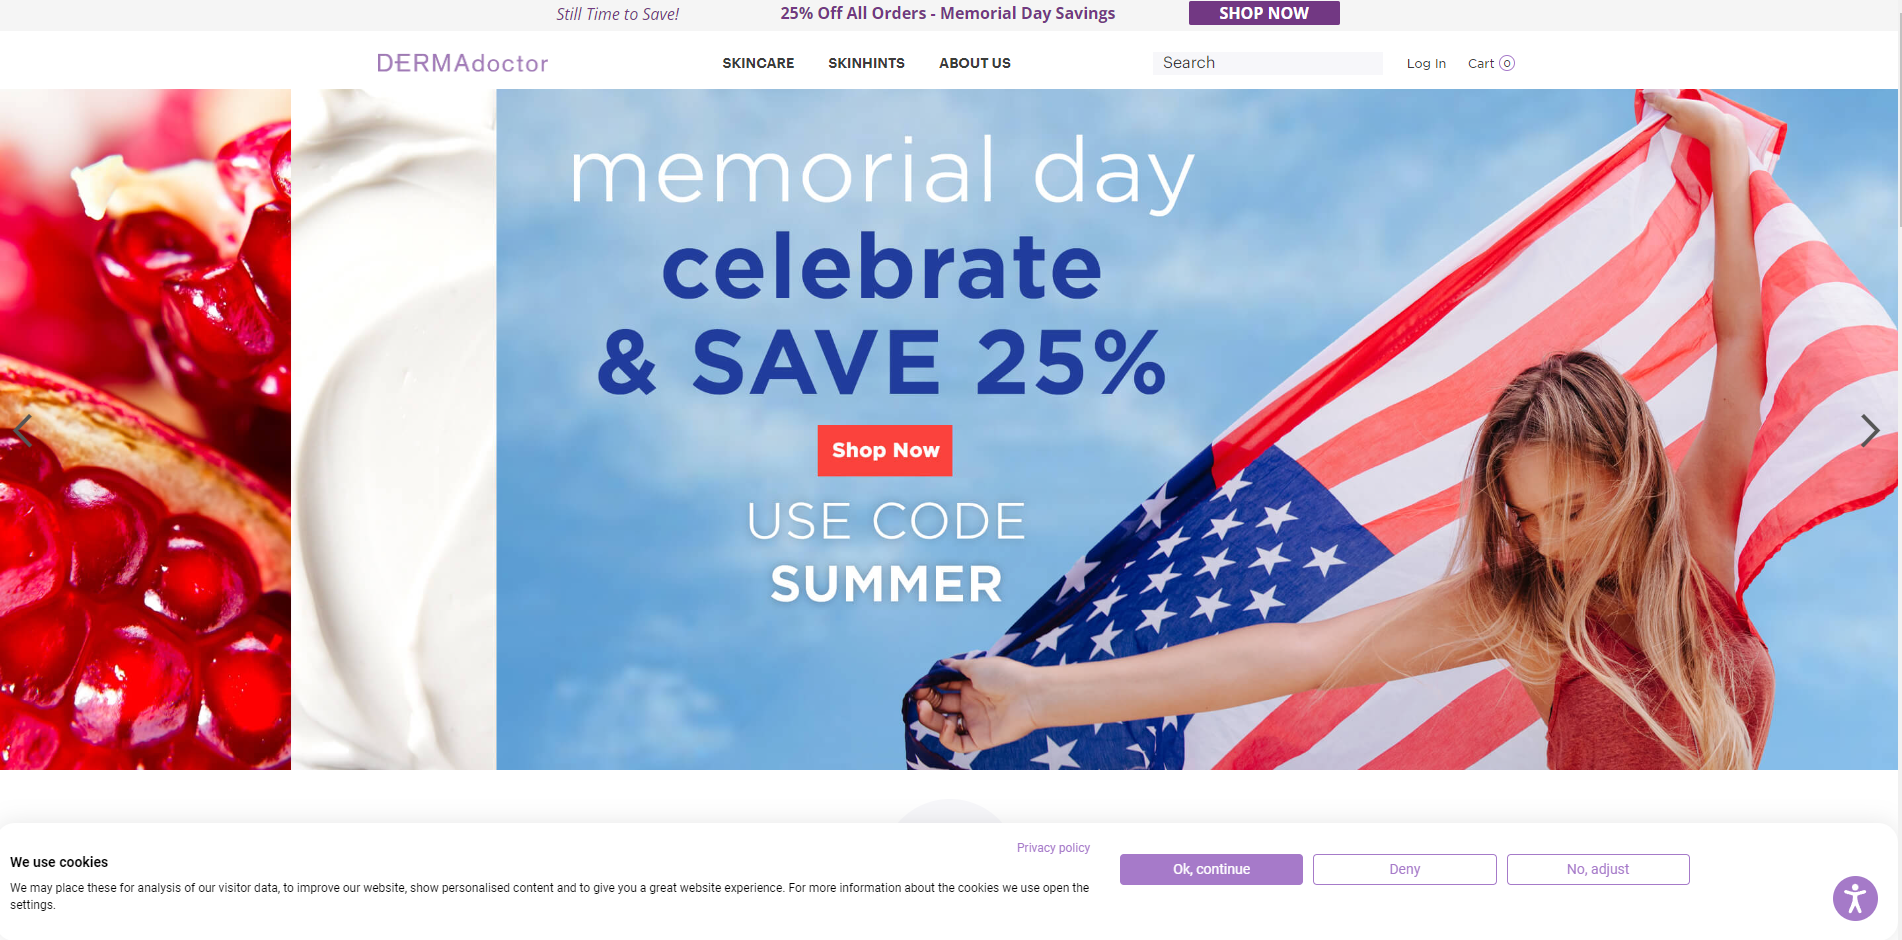 Still Time to Save!
25% Off All Orders - Memorial Day Savings
SHOP NOW
DERMAdoctor
SKINCARE
SKINHINTS
ABOUT US
Search
Log In
Cart 0
memorial day
celebrate
& SAVE 25%
Shop Now
USE CODE
SUMMER
Privacy policy
We use cookies
We may place these for analysis of our visitor data, to improve our website, show personalised content and to give you a great website experience. For more information about the cookies we use open the
settings.
Ok, continue
Deny
No, adjust